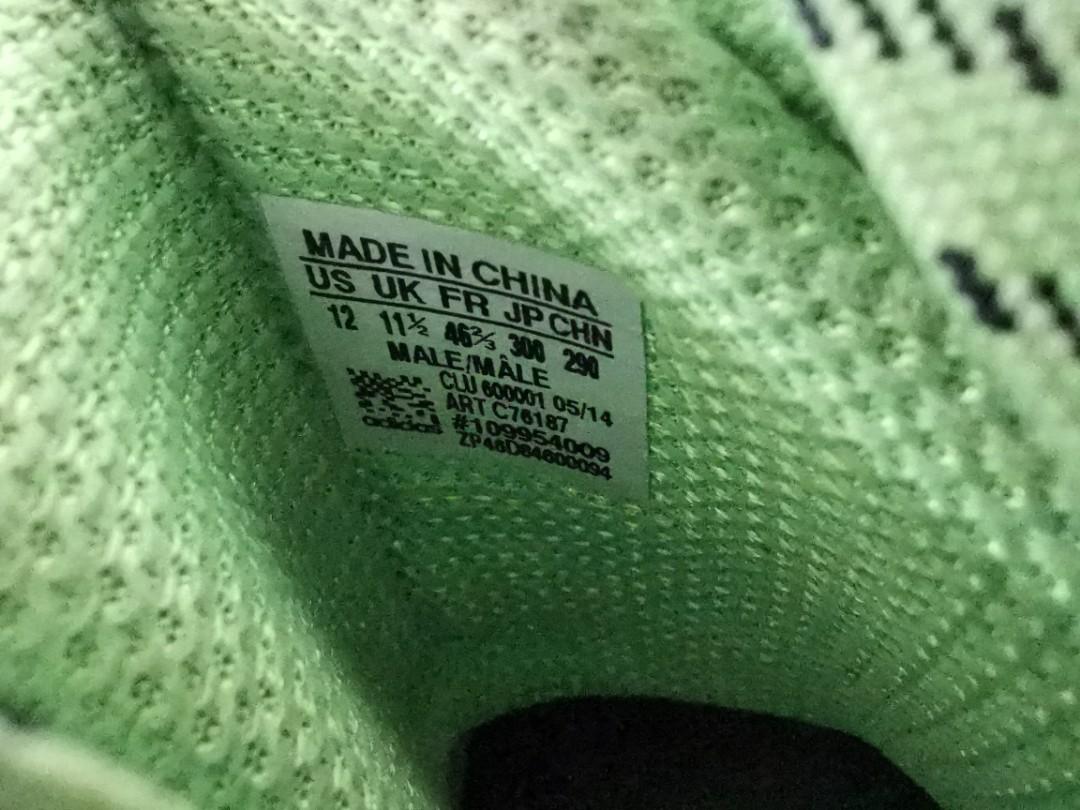 MADE IN CHINA
US UK FR JP CHN
12 11½ 46⅔ 300 290
MALE/MÂLE
CLU 600001 05/14
ART C76187
#109954009
adidas ZP46D84600094